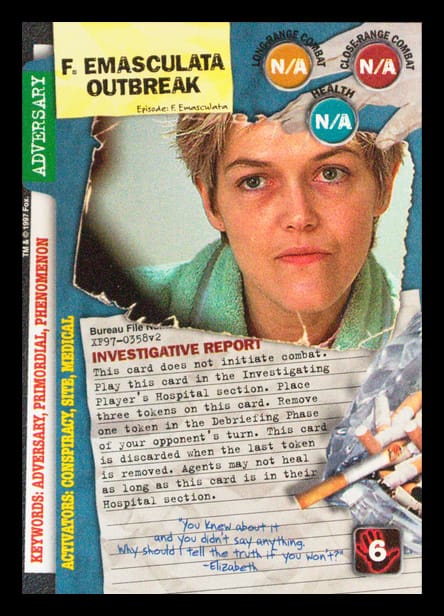 F. EMASCULATA
OUTBREAK
Episode: F. Emasculata
LONG-RANGE COMBAT
N/A
CLOSE-RANGE COMBAT
N/A
HEALTH
N/A
ADVERSARY
TM & © 1997 Fox.
KEYWORDS: ADVERSARY, PRIMORDIAL, PHENOMENON
ACTIVATORS: CONSPIRACY, SITE, MEDICAL
Bureau File
XF97-0358v2
INVESTIGATIVE REPORT
This card does not initiate combat.
Play this card in the Investigating
Player's Hospital section. Place
three tokens on this card. Remove
one token in the Debriefing Phase
of your opponent's turn. This card
is discarded when the last token
is removed. Agents may not heal
as long as this card is in their
Hospital section.
"You knew about it
and you didn't say anything.
Why should I tell the truth if you won't?"
-Elizabeth
6